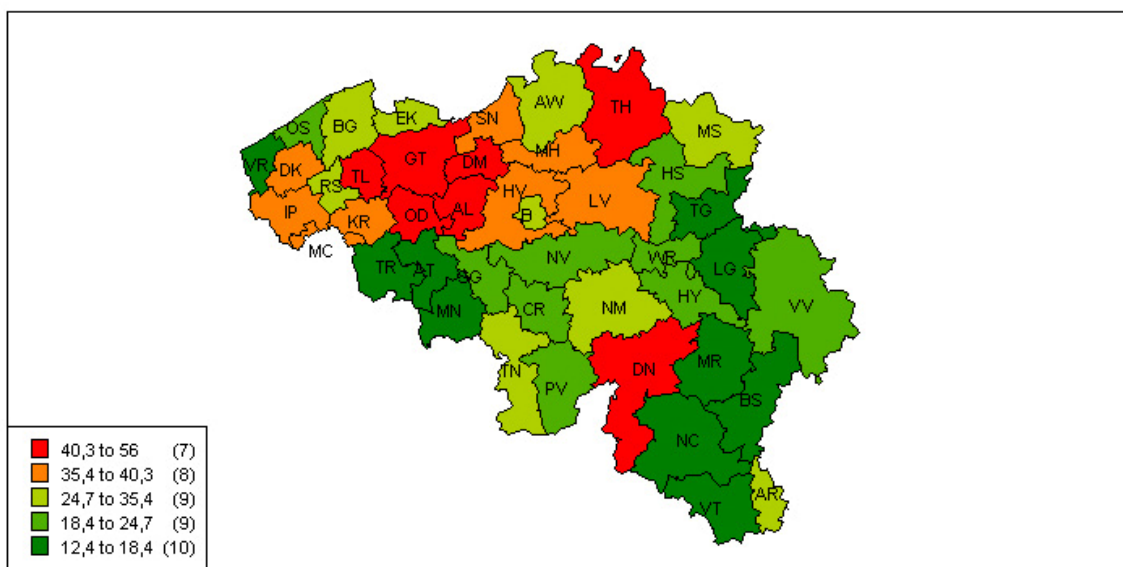 TH
AW
EK
SN
MS
BG
OS
GT
MH
DM
VR
DK
TL
HS
RS
HV
LV
IP
OD
AL
B
TG
KR
MC
NV
WR
LG
TR
AT
SG
HY
VV
MN
CR
NM
MR
TN
PV
DN
BS
NC
AR
VT
40,3 to 56 (7)
35,4 to 40,3 (8)
24,7 to 35,4 (9)
18,4 to 24,7 (9)
12,4 to 18,4 (10)